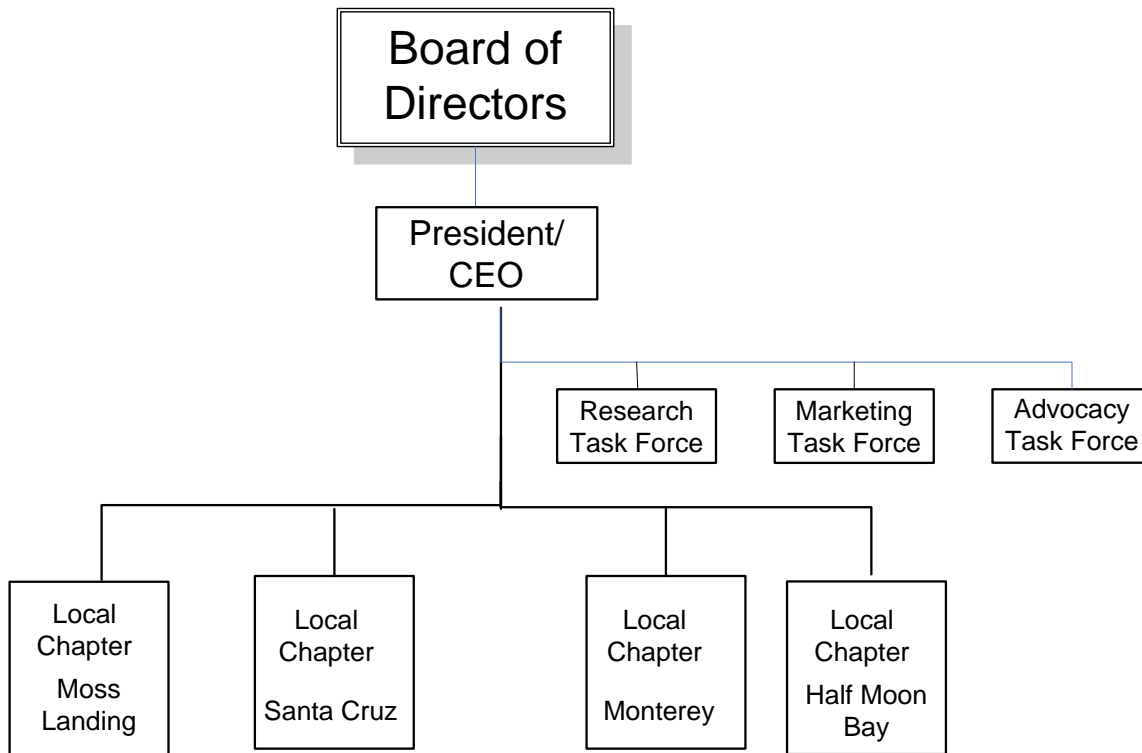 Board of
Directors
President/
CEO
Research
Task Force
Marketing
Task Force
Advocacy
Task Force
Local
Chapter
Moss
Landing
Local
Chapter
Santa Cruz
Local
Chapter
Monterey
Local
Chapter
Half Moon
Bay